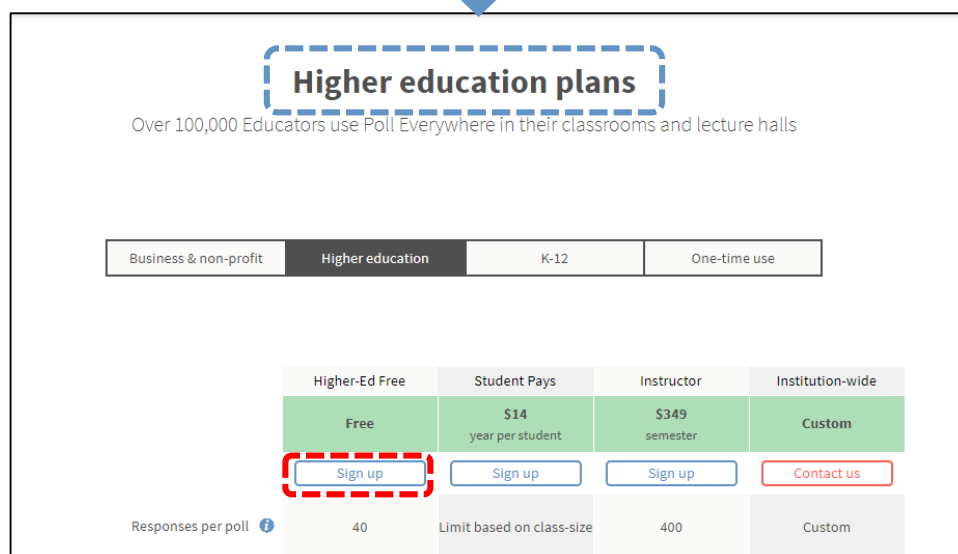 Higher education plans
Over 100,000 Educators use Poll Everywhere in their classrooms and lecture halls
Business & non-profit Higher education K-12 One-time use
Higher-Ed Free Student Pays Instructor Institution-wide
Free $14 year per student $349 semester Custom
Sign up Sign up Sign up Contact us
Responses per poll i 40 Limit based on class-size 400 Custom